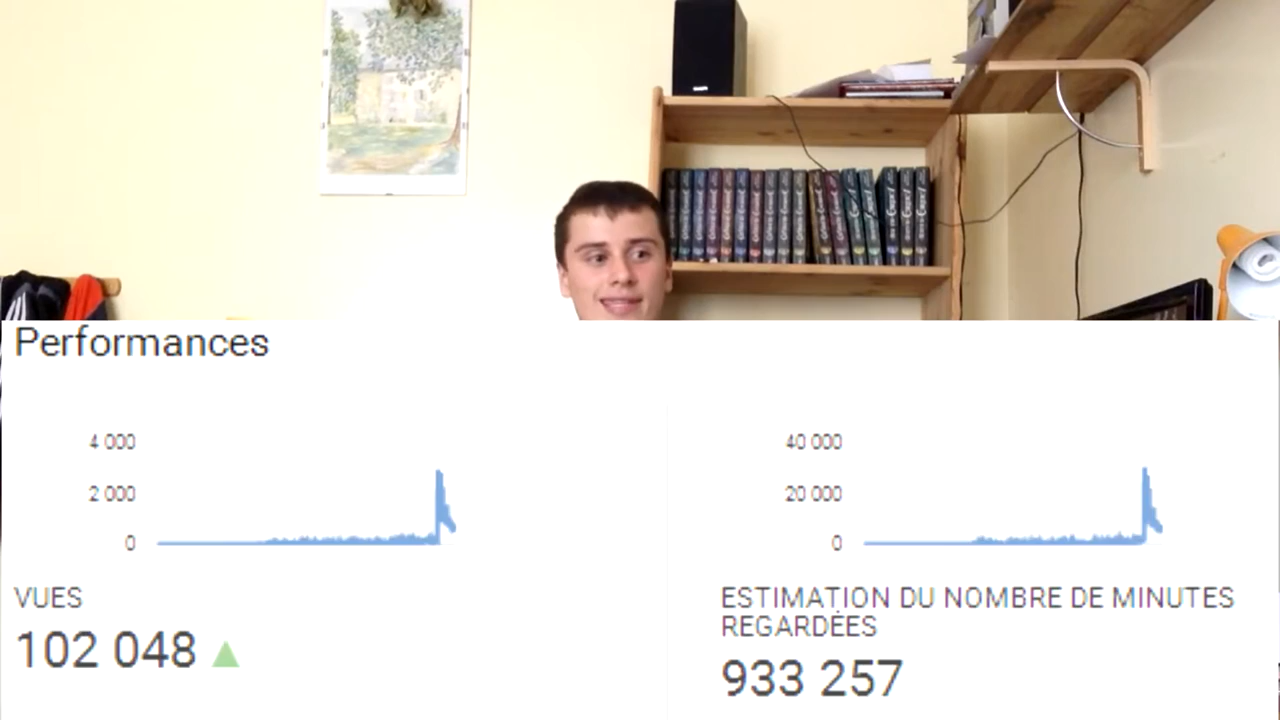 Performances
4 000
2 000
0
VUES
102 048
40 000
20 000
0
ESTIMATION DU NOMBRE DE MINUTES
REGARDÉES
933 257